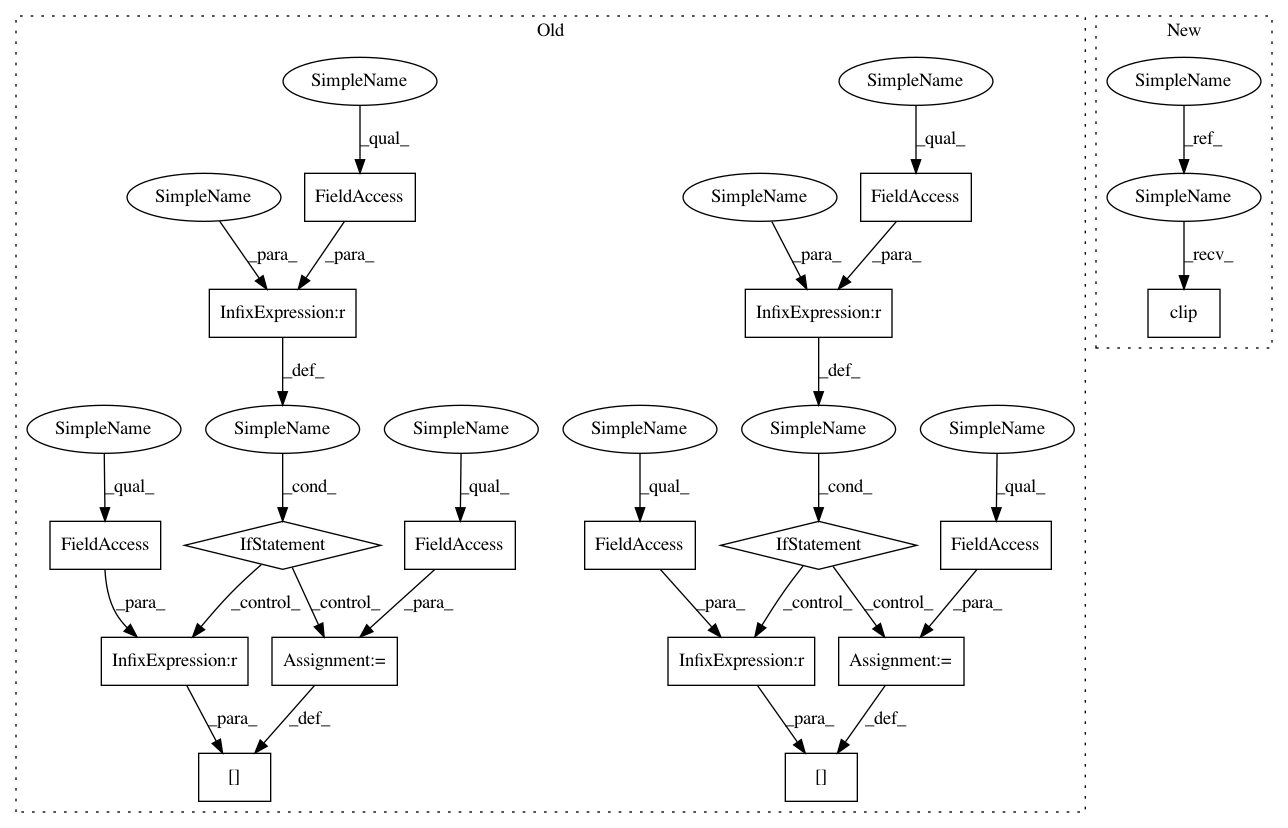 Old
New
SimpleName
SimpleName
SimpleName
_qual_
_qual_
_ref_
SimpleName
FieldAccess
SimpleName
FieldAccess
SimpleName
_para_
_para_
_para_
_para_
_recv_
InfixExpression:r
InfixExpression:r
clip
_def_
_def_
SimpleName
SimpleName
SimpleName
SimpleName
SimpleName
SimpleName
_qual_
_cond_
_qual_
_qual_
_cond_
_qual_
FieldAccess
IfStatement
FieldAccess
FieldAccess
IfStatement
FieldAccess
_para_
_control_
_control_
_para_
_para_
_control_
_control_
_para_
InfixExpression:r
Assignment:=
InfixExpression:r
Assignment:=
_para_
_def_
_para_
_def_
[]
[]